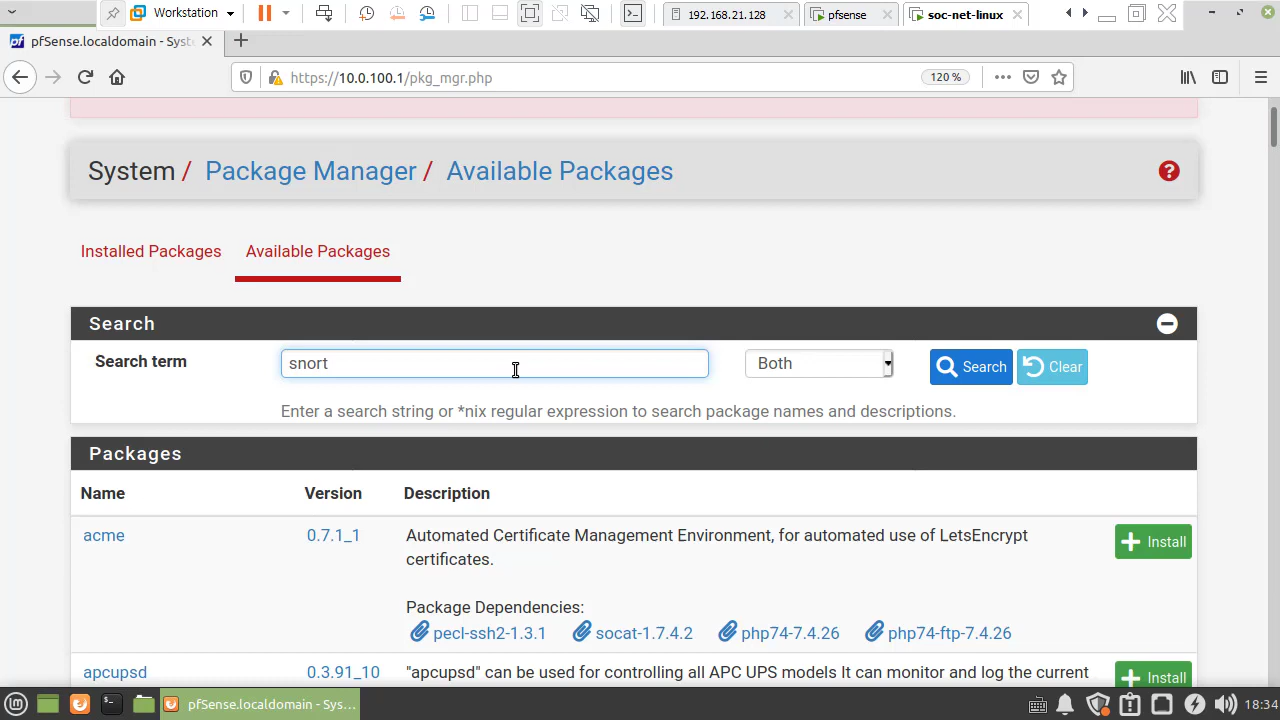 Workstation
192.168.21.128
pfsense
soc-net-linux
pf pfSense.localdomain - Syst
https://10.0.100.1/pkg_mgr.php
120 %
System / Package Manager / Available Packages
Installed Packages
Available Packages
Search
Search term
snort
Both
Search
Clear
Enter a search string or *nix regular expression to search package names and descriptions.
Packages
Name
Version
Description
acme
0.7.1_1
Automated Certificate Management Environment, for automated use of LetsEncrypt
certificates.
Install
Package Dependencies:
pecl-ssh2-1.3.1
socat-1.7.4.2
php74-7.4.26
php74-ftp-7.4.26
apcupsd
0.3.91_10
"apcupsd" can be used for controlling all APC UPS models It can monitor and log the current
Install
pfSense.localdomain - Sys...
18:34